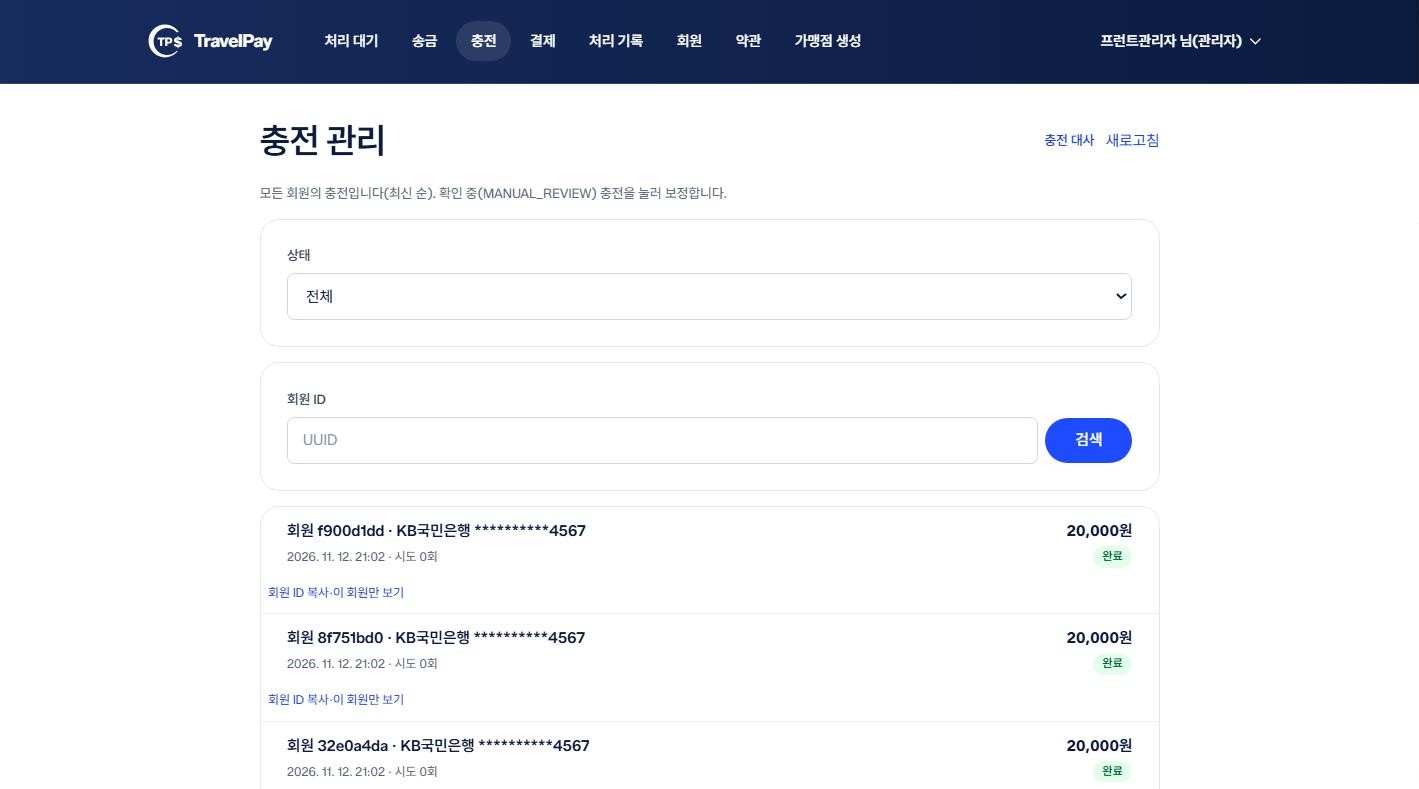 TP$ TravelPay 처리 대기 송금 충전 결제 처리 기록 회원 약관 가맹점 생성 프런트관리자 님(관리자)
충전 관리 충전 대사 새로고침
모든 회원의 충전입니다(최신 순). 확인 중(MANUAL_REVIEW) 충전을 눌러 보정합니다.
상태
전체
회원 ID
UUID 검색
회원 f900d1dd · KB국민은행 **********4567 20,000원
2026. 11. 12. 21:02 · 시도 0회 완료
회원 ID 복사·이 회원만 보기
회원 8f751bd0 · KB국민은행 **********4567 20,000원
2026. 11. 12. 21:02 · 시도 0회 완료
회원 ID 복사·이 회원만 보기
회원 32e0a4da · KB국민은행 **********4567 20,000원
2026. 11. 12. 21:02 · 시도 0회 완료